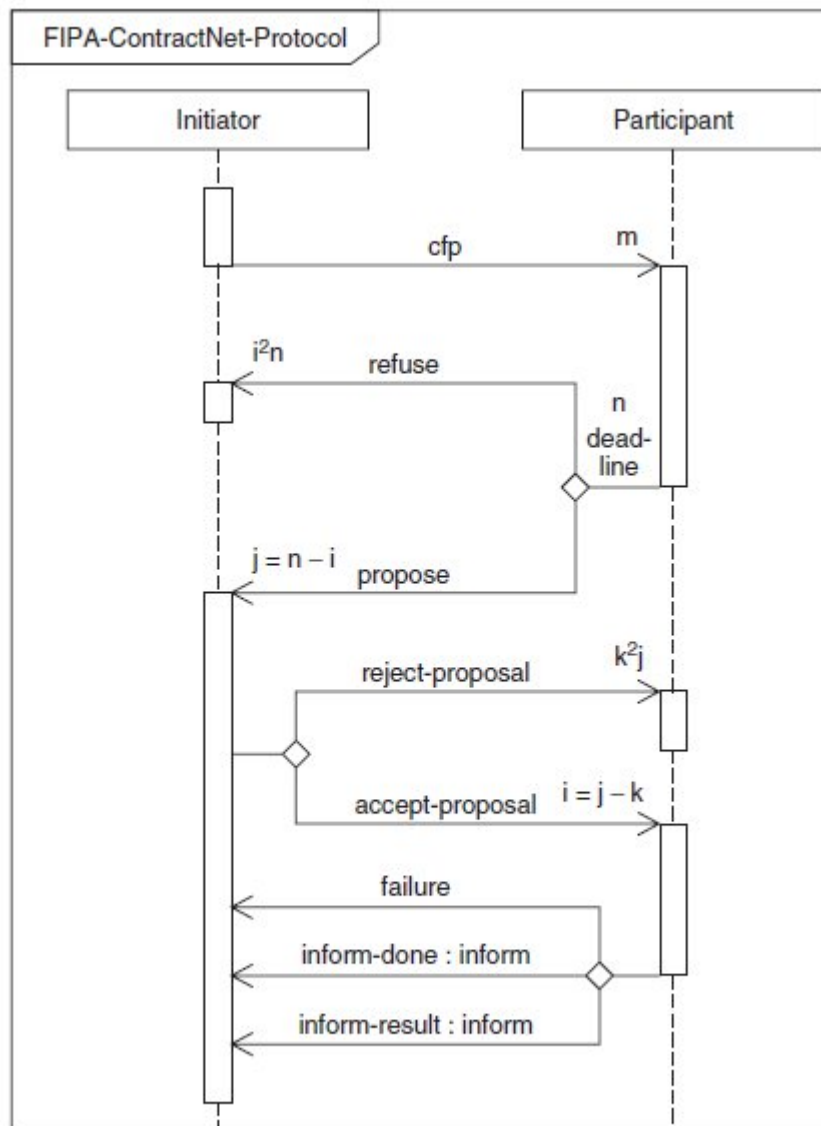 FIPA-ContractNet-Protocol
Initiator
Participant
cfp
m
i²n
refuse
n
dead-
line
j = n – i
propose
reject-proposal
k²j
accept-proposal
i = j – k
failure
inform-done : inform
inform-result : inform